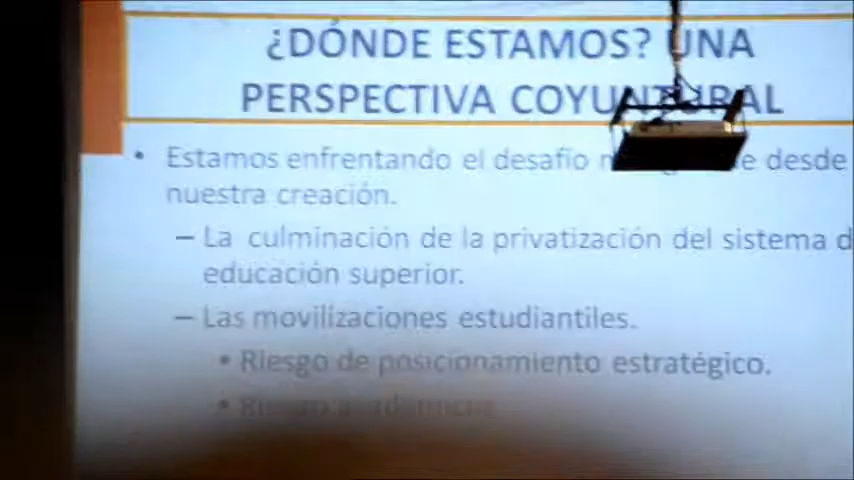 ¿DÓNDE ESTAMOS? UNA
PERSPECTIVA COYUNTURAL
• Estamos enfrentando el desafío desde
nuestra creación.
– La culminación de la privatización del sistema
educación superior.
– Las movilizaciones estudiantiles.
• Riesgo de posicionamiento estratégico.
• Riesgo